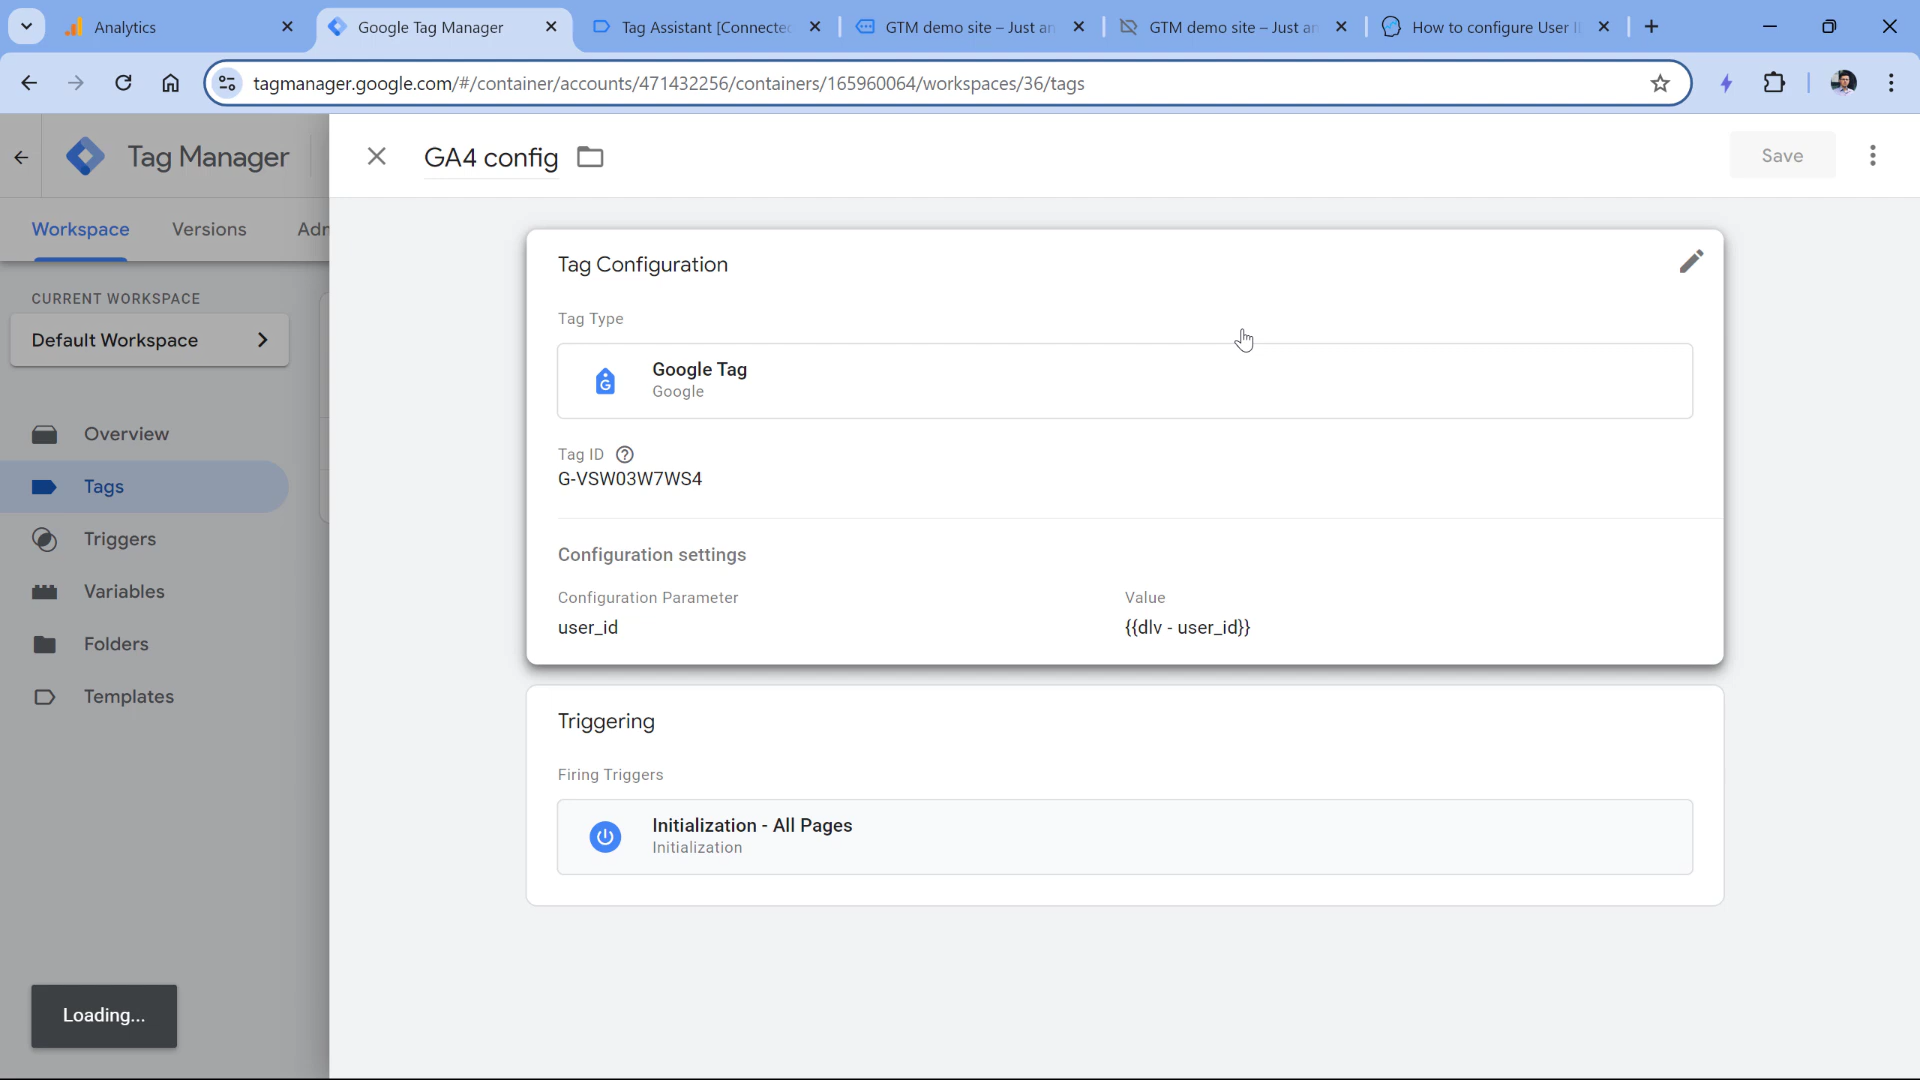 Analytics
Google Tag Manager
Tag Assistant [Connected
GTM demo site – Just an
GTM demo site – Just an
How to configure User I
tagmanager.google.com/#/container/accounts/471432256/containers/165960064/workspaces/36/tags
Tag Manager
GA4 config
Save
Workspace
Versions
Adm
CURRENT WORKSPACE
Default Workspace
Overview
Tags
Triggers
Variables
Folders
Templates
Loading...
Tag Configuration
Tag Type
Google Tag
Google
Tag ID
G-VSW03W7WS4
Configuration settings
Configuration Parameter
Value
user_id
{{dlv - user_id}}
Triggering
Firing Triggers
Initialization - All Pages
Initialization